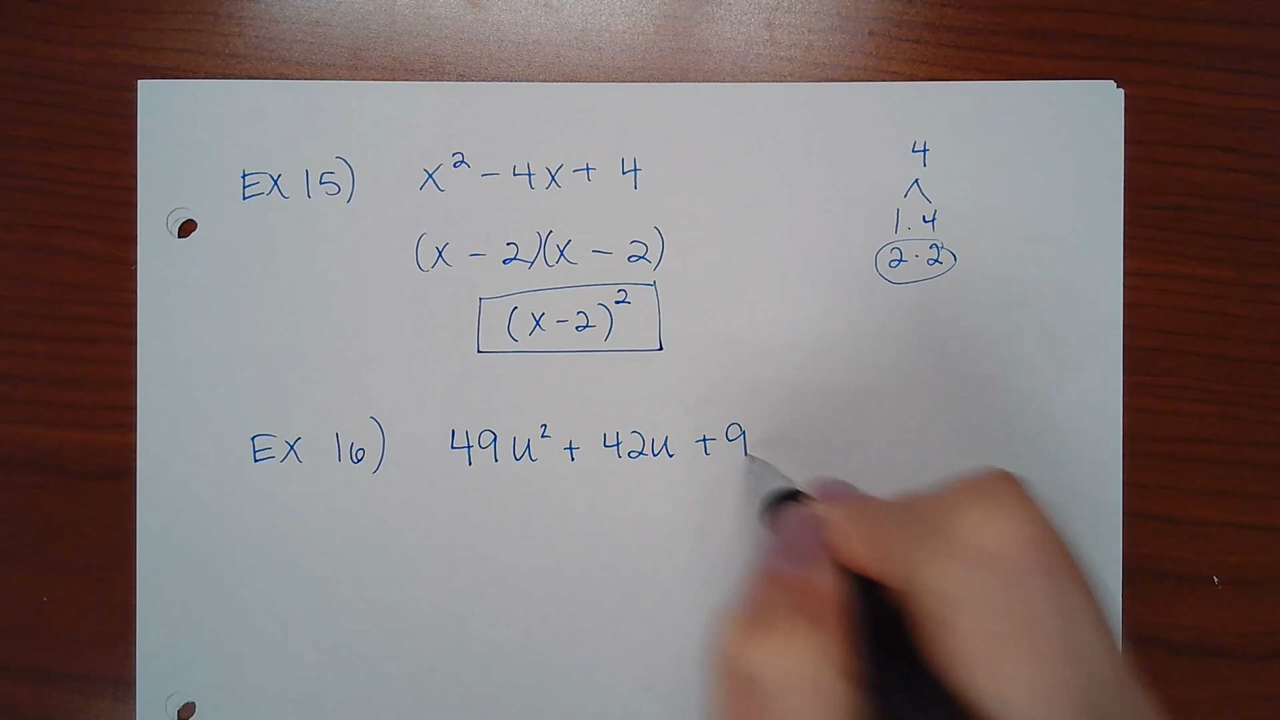 EX 15) x² - 4x + 4
(x - 2)(x - 2)
(x-2)²
4
1.4
2·2
EX 16) 49u² + 42u + 9